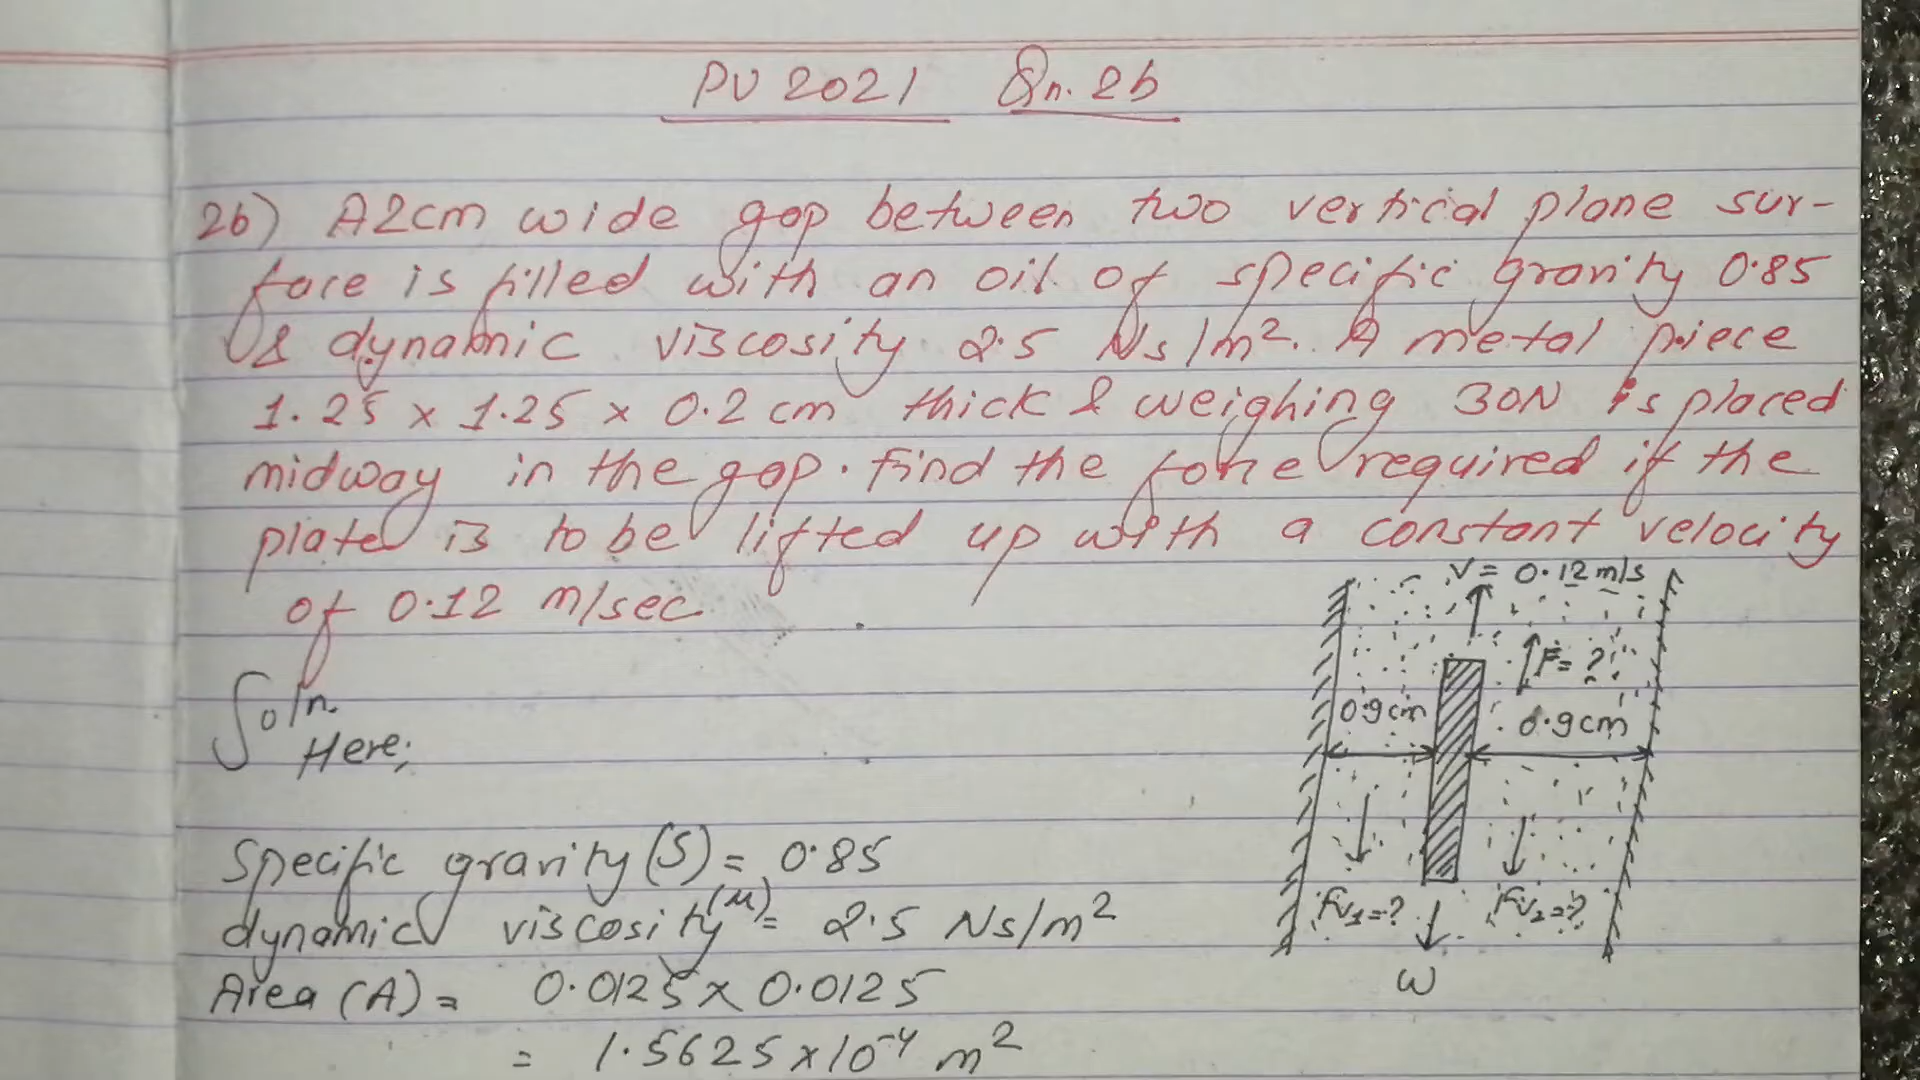 PU 2021 Qn. 2b
2b) A 2cm wide gap between two vertical plane sur-
face is filled with an oil of specific gravity 0.85
& dynamic viscosity 2.5 Ns/m². A metal piece
1.25 x 1.25 x 0.2 cm thick & weighing 30N is placed
midway in the gap. Find the force required if the
plate is to be lifted up with a constant velocity
of 0.12 m/sec.
V = 0.12 m/s
F = ?
Soln.
Here;
0.9cm
0.9cm
Specific gravity (S) = 0.85
dynamic viscosity (μ) = 2.5 Ns/m²
Fv₁ = ?
Fv₂ = ?
W
Area (A) = 0.0125 x 0.0125
= 1.5625 x 10⁻⁴ m²